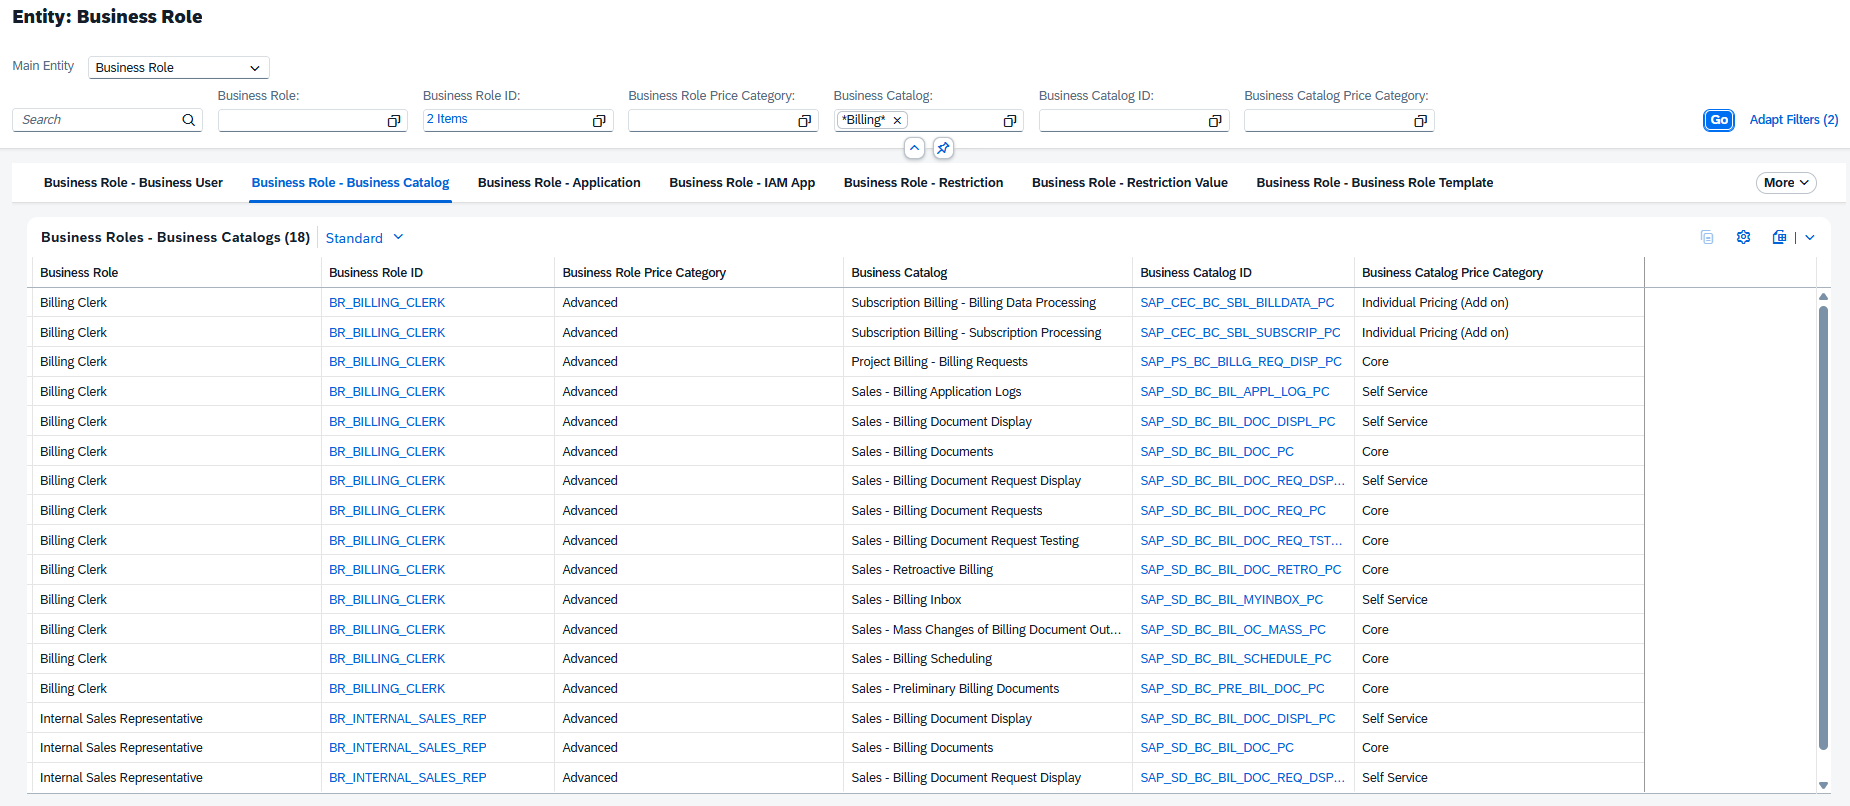 Entity: Business Role
Main Entity Business Role
Business Role: Business Role ID: Business Role Price Category: Business Catalog: Business Catalog ID: Business Catalog Price Category:
Search 2 Items *Billing* Go Adapt Filters (2)
Business Role - Business User Business Role - Business Catalog Business Role - Application Business Role - IAM App Business Role - Restriction Business Role - Restriction Value Business Role - Business Role Template More
Business Roles - Business Catalogs (18) Standard
Business Role Business Role ID Business Role Price Category Business Catalog Business Catalog ID Business Catalog Price Category
Billing Clerk BR_BILLING_CLERK Advanced Subscription Billing - Billing Data Processing SAP_CEC_BC_SBL_BILLDATA_PC Individual Pricing (Add on)
Billing Clerk BR_BILLING_CLERK Advanced Subscription Billing - Subscription Processing SAP_CEC_BC_SBL_SUBSCRIP_PC Individual Pricing (Add on)
Billing Clerk BR_BILLING_CLERK Advanced Project Billing - Billing Requests SAP_PS_BC_BILLG_REQ_DISP_PC Core
Billing Clerk BR_BILLING_CLERK Advanced Sales - Billing Application Logs SAP_SD_BC_BIL_APPL_LOG_PC Self Service
Billing Clerk BR_BILLING_CLERK Advanced Sales - Billing Document Display SAP_SD_BC_BIL_DOC_DISPL_PC Self Service
Billing Clerk BR_BILLING_CLERK Advanced Sales - Billing Documents SAP_SD_BC_BIL_DOC_PC Core
Billing Clerk BR_BILLING_CLERK Advanced Sales - Billing Document Request Display SAP_SD_BC_BIL_DOC_REQ_DSP... Self Service
Billing Clerk BR_BILLING_CLERK Advanced Sales - Billing Document Requests SAP_SD_BC_BIL_DOC_REQ_PC Core
Billing Clerk BR_BILLING_CLERK Advanced Sales - Billing Document Request Testing SAP_SD_BC_BIL_DOC_REQ_TST... Core
Billing Clerk BR_BILLING_CLERK Advanced Sales - Retroactive Billing SAP_SD_BC_BIL_DOC_RETRO_PC Core
Billing Clerk BR_BILLING_CLERK Advanced Sales - Billing Inbox SAP_SD_BC_BIL_MYINBOX_PC Self Service
Billing Clerk BR_BILLING_CLERK Advanced Sales - Mass Changes of Billing Document Out... SAP_SD_BC_BIL_OC_MASS_PC Core
Billing Clerk BR_BILLING_CLERK Advanced Sales - Billing Scheduling SAP_SD_BC_BIL_SCHEDULE_PC Core
Billing Clerk BR_BILLING_CLERK Advanced Sales - Preliminary Billing Documents SAP_SD_BC_PRE_BIL_DOC_PC Core
Internal Sales Representative BR_INTERNAL_SALES_REP Advanced Sales - Billing Document Display SAP_SD_BC_BIL_DOC_DISPL_PC Self Service
Internal Sales Representative BR_INTERNAL_SALES_REP Advanced Sales - Billing Documents SAP_SD_BC_BIL_DOC_PC Core
Internal Sales Representative BR_INTERNAL_SALES_REP Advanced Sales - Billing Document Request Display SAP_SD_BC_BIL_DOC_REQ_DSP... Self Service